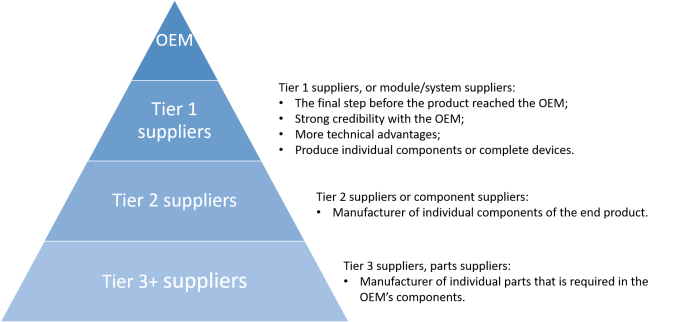 OEM
Tier 1
suppliers
Tier 1 suppliers, or module/system suppliers:
• The final step before the product reached the OEM;
• Strong credibility with the OEM;
• More technical advantages;
• Produce individual components or complete devices.
Tier 2 suppliers
Tier 2 suppliers or component suppliers:
• Manufacturer of individual components of the end product.
Tier 3+ suppliers
Tier 3 suppliers, parts suppliers:
• Manufacturer of individual parts that is required in the
OEM's components.